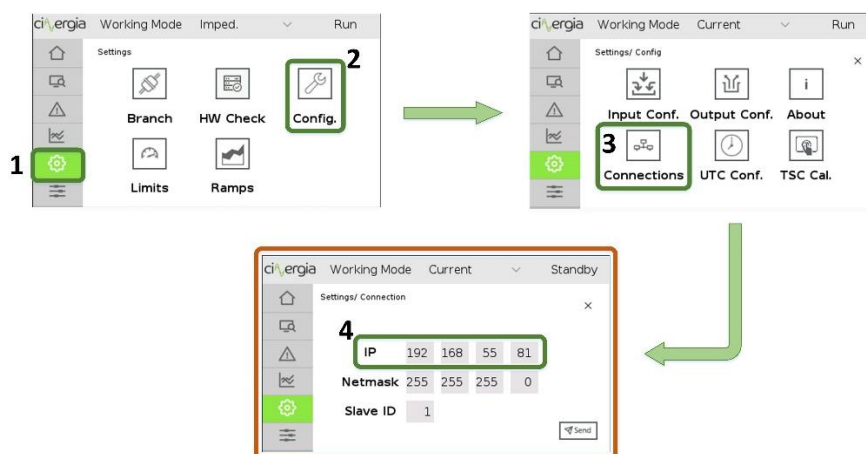 cinergia Working Mode Imped. Run
Settings
2
Branch HW Check Config.
1
Limits Ramps
cinergia Working Mode Current Run
Settings/ Config
×
Input Conf. Output Conf. About
3
Connections UTC Conf. TSC Cal.
cinergia Working Mode Current Standby
Settings/ Connection
×
4
IP 192 168 55 81
Netmask 255 255 255 0
Slave ID 1
Send